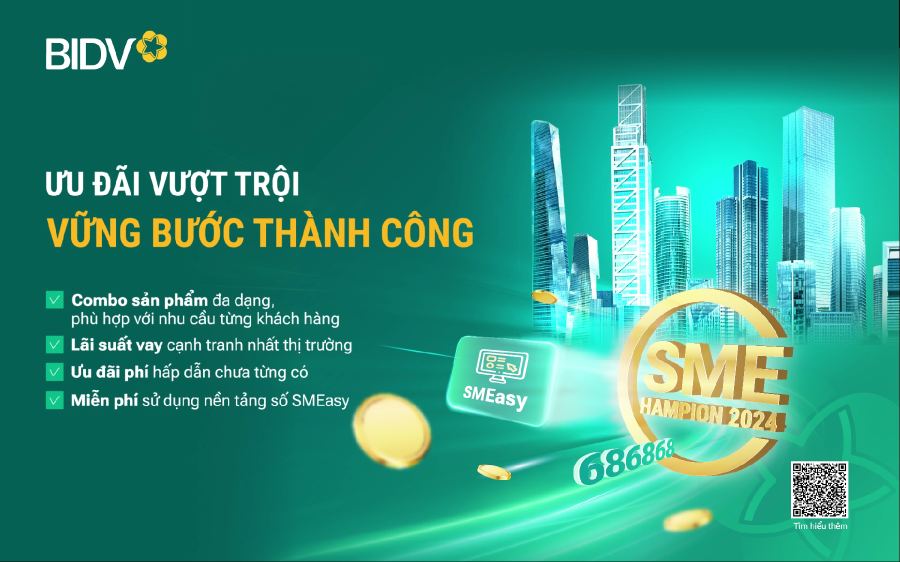 BIDV
ƯU ĐÃI VƯỢT TRỘI
VỮNG BƯỚC THÀNH CÔNG
Combo sản phẩm đa dạng,
phù hợp với nhu cầu từng khách hàng
Lãi suất vay cạnh tranh nhất thị trường
Ưu đãi phí hấp dẫn chưa từng có
Miễn phí sử dụng nền tảng số SMEasy
SMEasy
SME
HAMPION 2024
686868
Tìm hiểu thêm